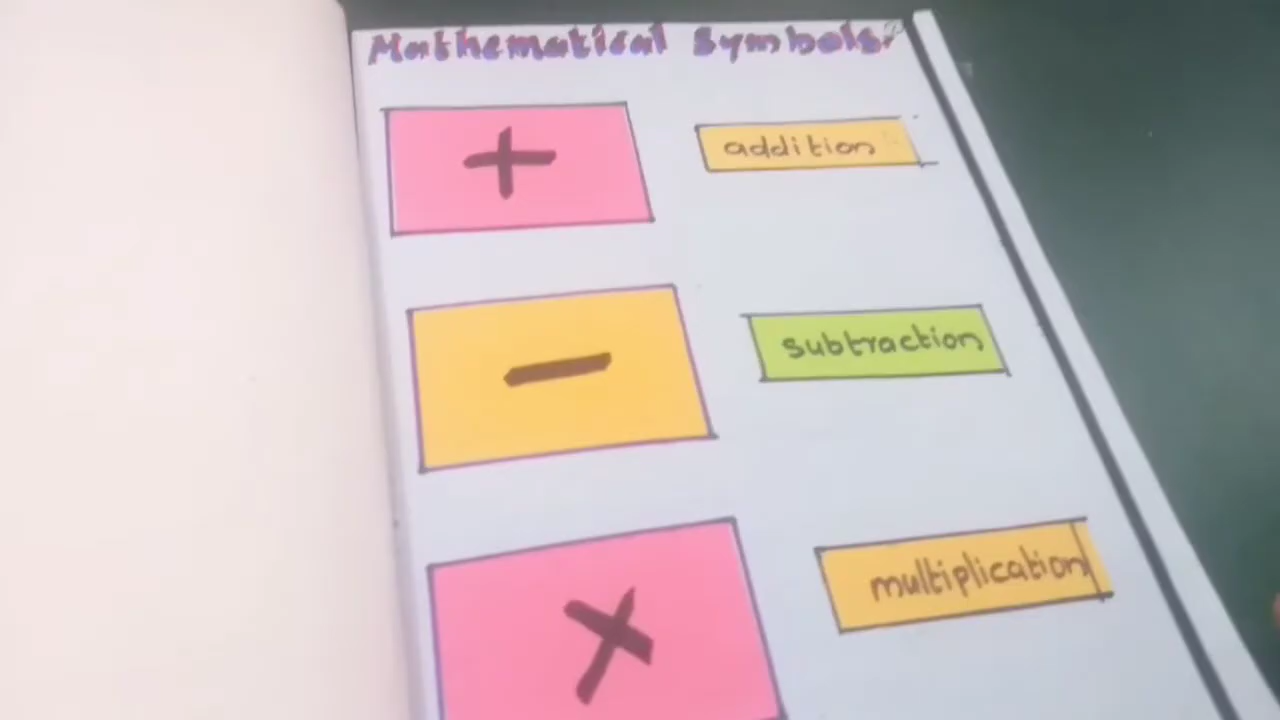 Mathematical Symbols.
+ addition
- subtraction
× multiplication